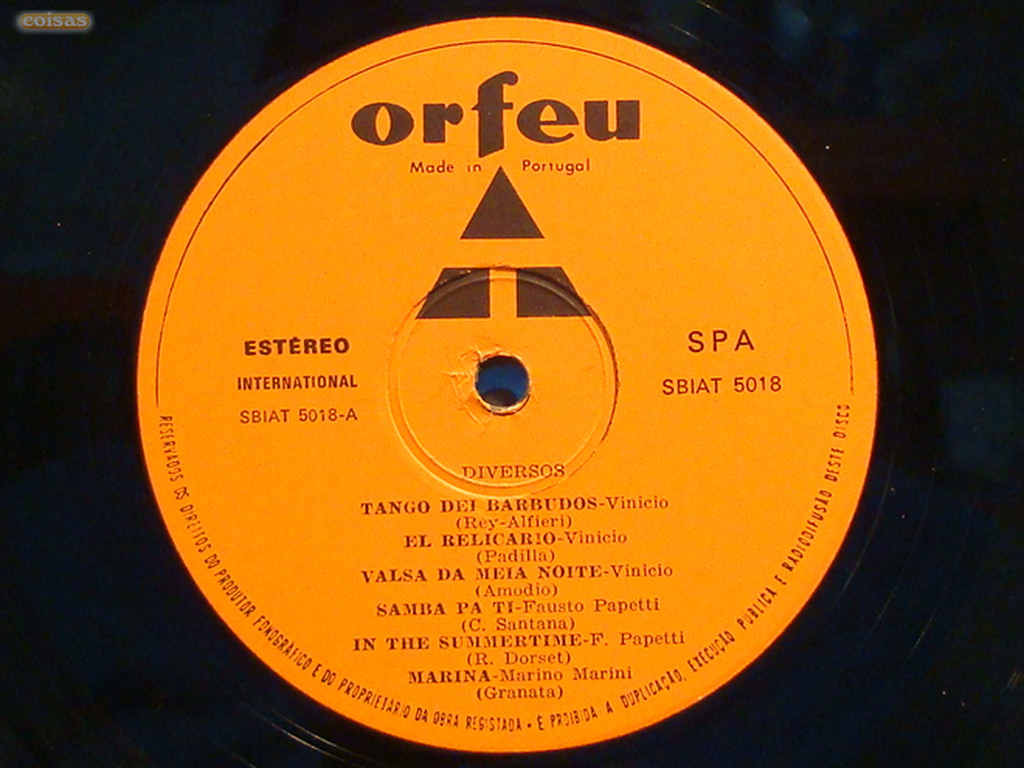 coisas
orfeu
Made in Portugal
ESTÉREO
INTERNATIONAL
SBIAT 5018-A
SPA
SBIAT 5018
DIVERSOS
TANGO DEI BARBUDOS-Vinicio
(Rey-Alfieri)
EL RELICARIO-Vinicio
(Padilla)
VALSA DA MEIA NOITE-Vinicio
(Amodio)
SAMBA PA TI-Fausto Papetti
(C. Santana)
IN THE SUMMERTIME-F. Papetti
(R. Dorset)
MARINA-Marino Marini
(Granata)
RESERVADOS OS DIREITOS DO PRODUTOR FONOGRÁFICO E DO PROPRIETÁRIO DA OBRA REGISTADA · É PROIBIDA A DUPLICAÇÃO, EXECUÇÃO PUBLICA E RADIODIFUSÃO DESTE DISCO